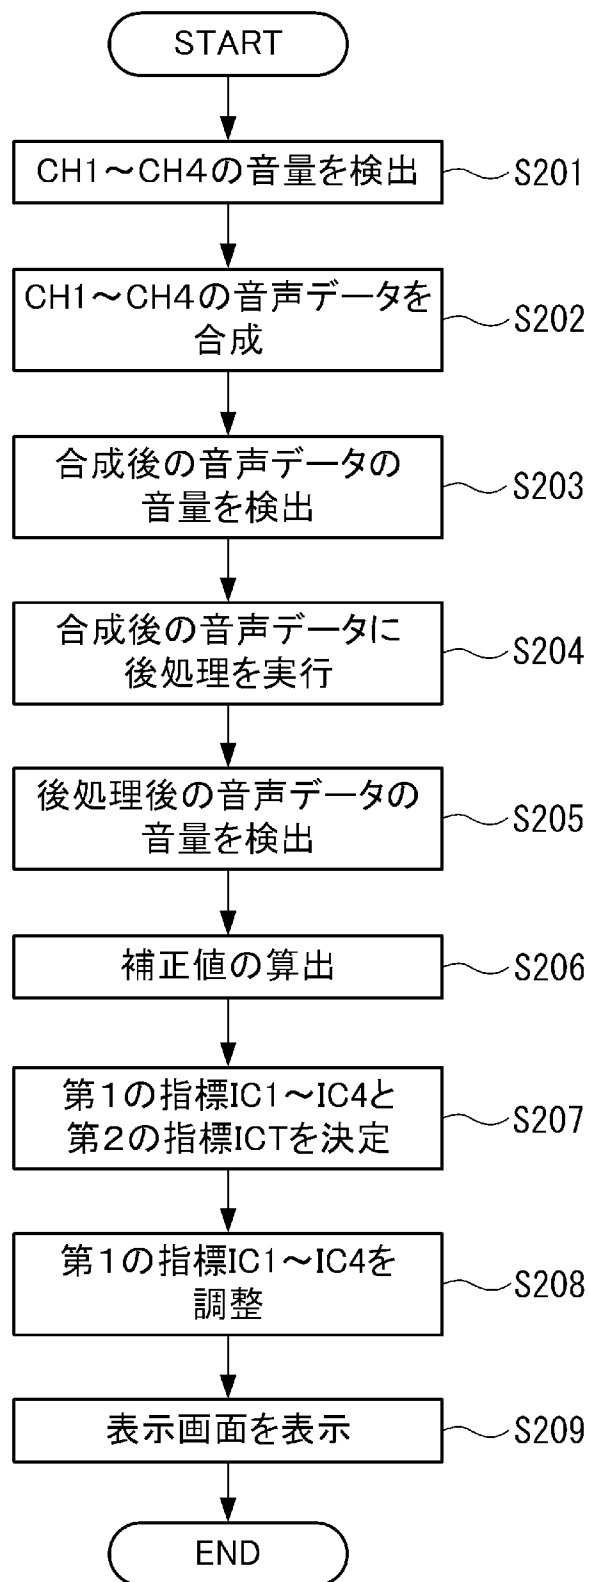 START
CH1～CH4の音量を検出
S201
CH1～CH4の音声データを
合成
S202
合成後の音声データの
音量を検出
S203
合成後の音声データに
後処理を実行
S204
後処理後の音声データの
音量を検出
S205
補正値の算出
S206
第1の指標IC1～IC4と
第2の指標ICTを決定
S207
第1の指標IC1～IC4を
調整
S208
表示画面を表示
S209
END